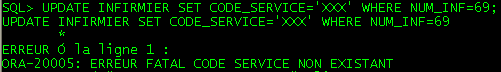 SQL> UPDATE INFIRMIER SET CODE_SERVICE='XXX' WHERE NUM_INF=69;
UPDATE INFIRMIER SET CODE_SERVICE='XXX' WHERE NUM_INF=69
*
ERREUR Ó la ligne 1 :
ORA-20005: ERREUR FATAL CODE SERVICE NON EXISTANT